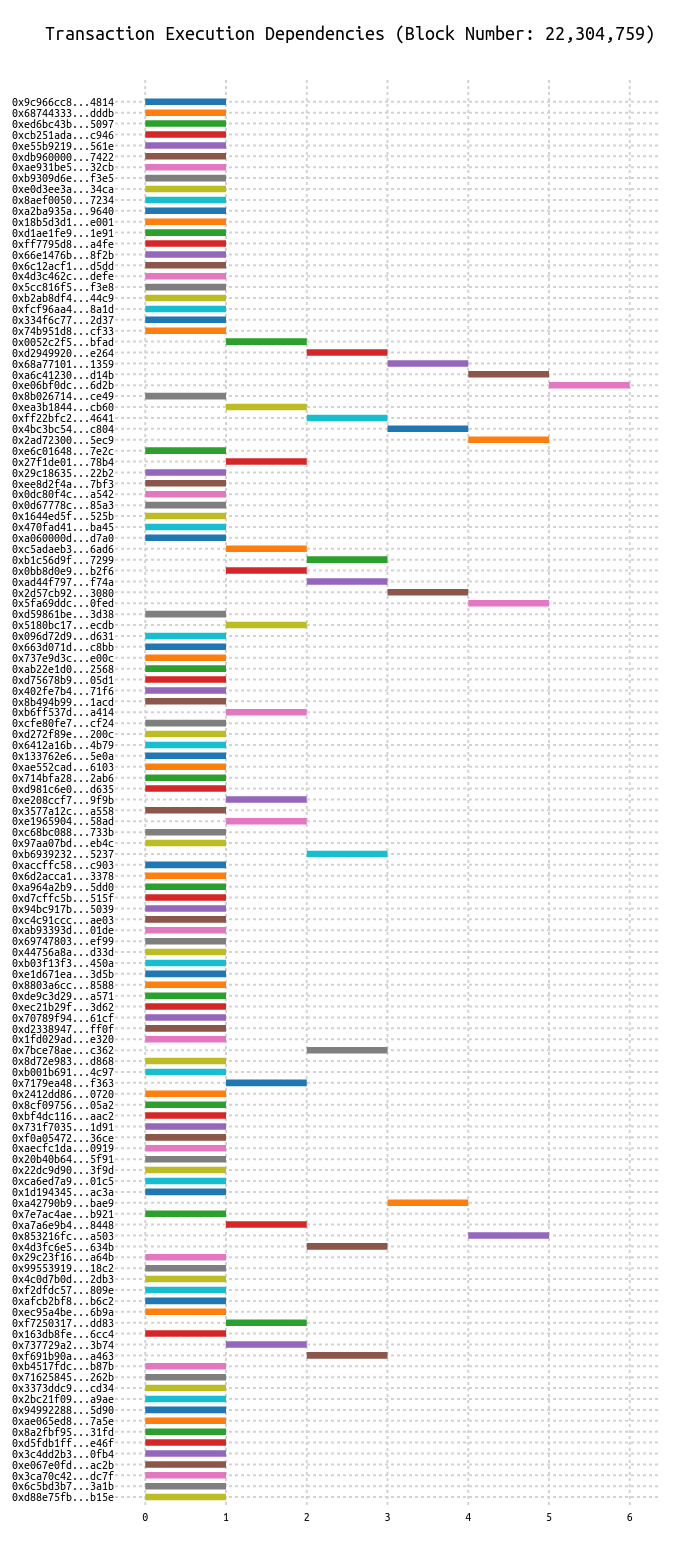 Transaction Execution Dependencies (Block Number: 22,304,759)
0x9c966cc8...4814
0x68744333...dddb
0xed6bc43b...5097
0xcb251ada...c946
0xe55b9219...561e
0xdb960000...7422
0xae931be5...32cb
0xb9309d6e...f3e5
0xe0d3ee3a...34ca
0x8aef0050...7234
0xa2ba935a...9640
0x18b5d3d1...e001
0xd1ae1fe9...1e91
0xff7795d8...a4fe
0x66e1476b...8f2b
0x6c12acf1...d5dd
0x4d3c462c...defe
0x5cc816f5...f3e8
0xb2ab8df4...44c9
0xfcf96aa4...8a1d
0x334f6c77...2d37
0x74b951d8...cf33
0x0052c2f5...bfad
0xd2949920...e264
0x68a77101...1359
0xa6c41230...d14b
0xe06bf0dc...6d2b
0x8b026714...ce49
0xea3b1844...cb60
0xff22bfc2...4641
0x4bc3bc54...c804
0x2ad72300...5ec9
0xe6c01648...7e2c
0x27f1de01...78b4
0x29c18635...22b2
0xee8d2f4a...7bf3
0x0dc80f4c...a542
0x0d67778c...85a3
0x1644ed5f...525b
0x470fad41...ba45
0xa060000d...d7a0
0xc5adaeb3...6ad6
0xb1c56d9f...7299
0x0bb8d0e9...b2f6
0xad44f797...f74a
0x2d57cb92...3080
0x5fa69ddc...0fed
0xd59861be...3d38
0x5180bc17...ecdb
0x096d72d9...d631
0x663d071d...c8bb
0x737e9d3c...e00c
0xab22e1d0...2568
0xd75678b9...05d1
0x402fe7b4...71f6
0x8b494b99...1acd
0xb6ff537d...a414
0xcfe80fe7...cf24
0xd272f89e...200c
0x6412a16b...4b79
0x133762e6...5e0a
0xae552cad...6103
0x714bfa28...2ab6
0xd981c6e0...d635
0xe208ccf7...9f9b
0x3577a12c...a558
0xe1965904...58ad
0xc68bc088...733b
0x97aa07bd...eb4c
0xb6939232...5237
0xaccffc58...c903
0x6d2acca1...3378
0xa964a2b9...5dd0
0xd7cffc5b...515f
0x94bc917b...5039
0xc4c91ccc...ae03
0xab93393d...01de
0x69747803...ef99
0x44756a8a...d33d
0xb03f13f3...450a
0xe1d671ea...3d5b
0x8803a6cc...8588
0xde9c3d29...a571
0xec21b29f...3d62
0x70789f94...61cf
0xd2338947...ff0f
0x1fd029ad...e320
0x7bce78ae...c362
0x8d72e983...d868
0xb001b691...4c97
0x7179ea48...f363
0x2412dd86...0720
0x8cf09756...05a2
0xbf4dc116...aac2
0x731f7035...1d91
0xf0a05472...36ce
0xaecfc1da...0919
0x20b40b64...5f91
0x22dc9d90...3f9d
0xca6ed7a9...01c5
0x1d194345...ac3a
0xa42790b9...bae9
0x7e7ac4ae...b921
0xa7a6e9b4...8448
0x853216fc...a503
0x4d3fc6e5...634b
0x29c23f16...a64b
0x99553919...18c2
0x4c0d7b0d...2db3
0xf2dfdc57...809e
0xafcb2bf8...b6c2
0xec95a4be...6b9a
0xf7250317...dd83
0x163db8fe...6cc4
0x737729a2...3b74
0xf691b90a...a463
0xb4517fdc...b87b
0x71625845...262b
0x3373ddc9...cd34
0x2bc21f09...a9ae
0x94992288...5d90
0xae065ed8...7a5e
0x8a2fbf95...31fd
0xd5fdb1ff...e46f
0x3c4dd2b3...0fb4
0xe067e0fd...ac2b
0x3ca70c42...dc7f
0x6c5bd3b7...3a1b
0xd88e75fb...b15e
0 1 2 3 4 5 6